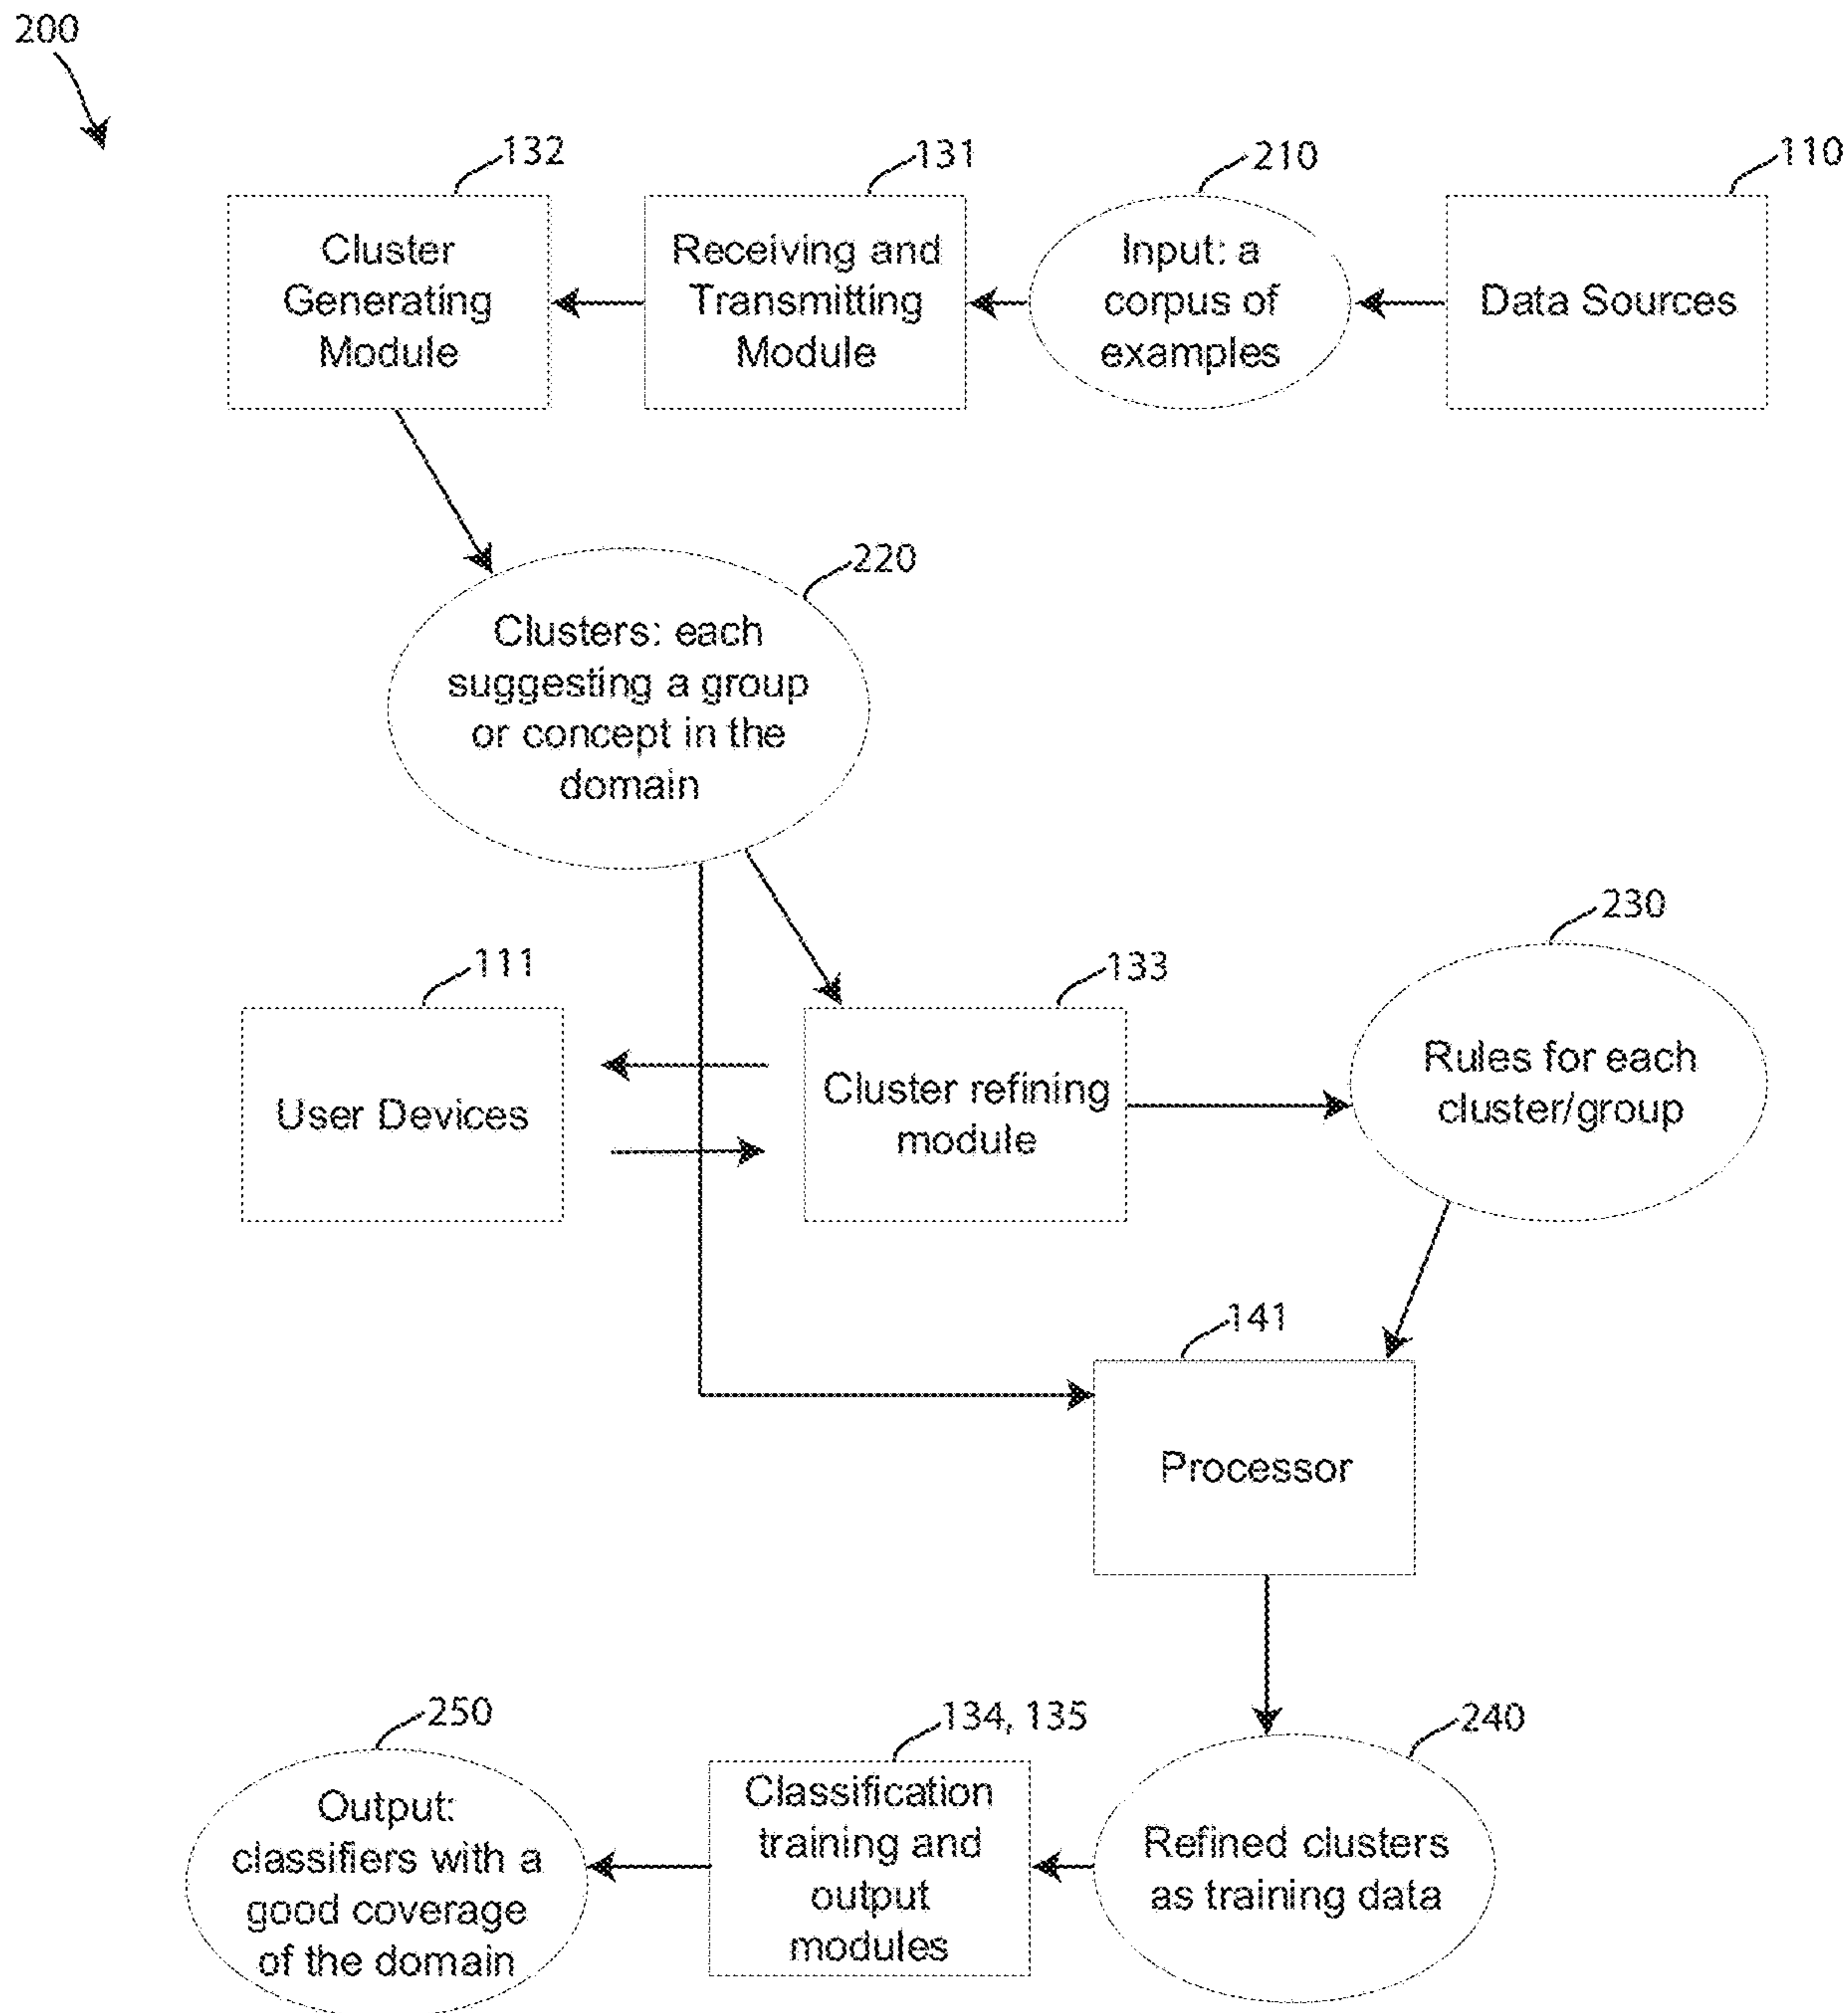 200
132
131
210
110
Cluster
Generating
Module
Receiving and
Transmitting
Module
Input: a
corpus of
examples
Data Sources
220
Clusters: each
suggesting a group
or concept in the
domain
230
111
133
User Devices
Cluster refining
module
Rules for each
cluster/group
141
Processor
250
134, 135
240
Output:
classifiers with a
good coverage
of the domain
Classification
training and
output
modules
Refined clusters
as training data